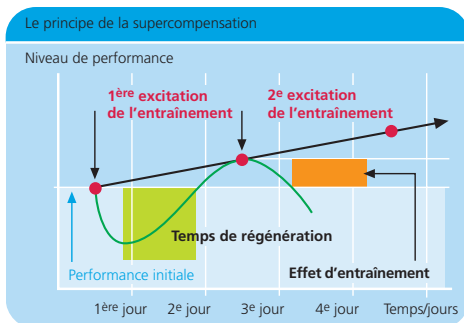 Le principe de la supercompensation
Niveau de performance
1ère excitation
de l'entraînement
2e excitation
de l'entraînement
Temps de régénération
Performance initiale
Effet d'entraînement
1ère jour
2e jour
3e jour
4e jour
Temps/jours